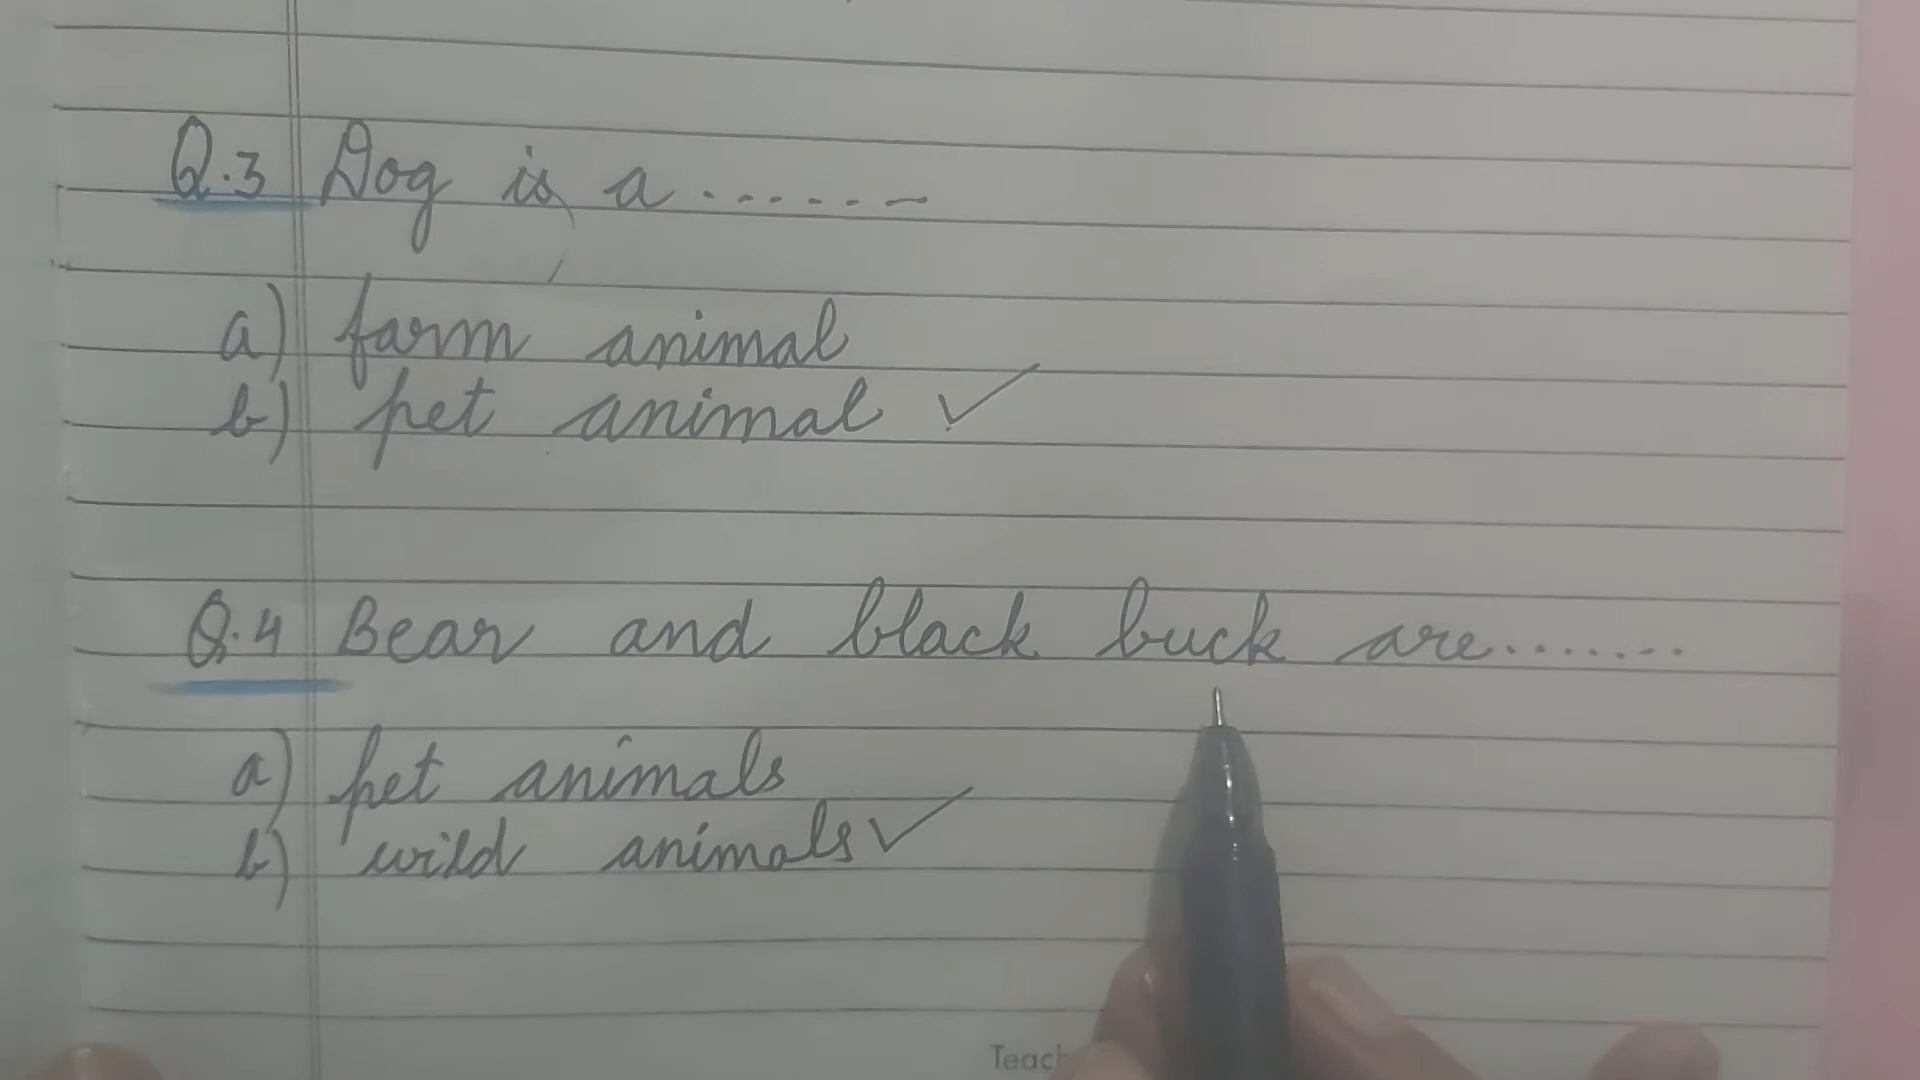 Q.3 Dog is a .......
a) farm animal
b) pet animal ✓
Q.4 Bear and black buck are.......
a) pet animals
b) wild animals ✓